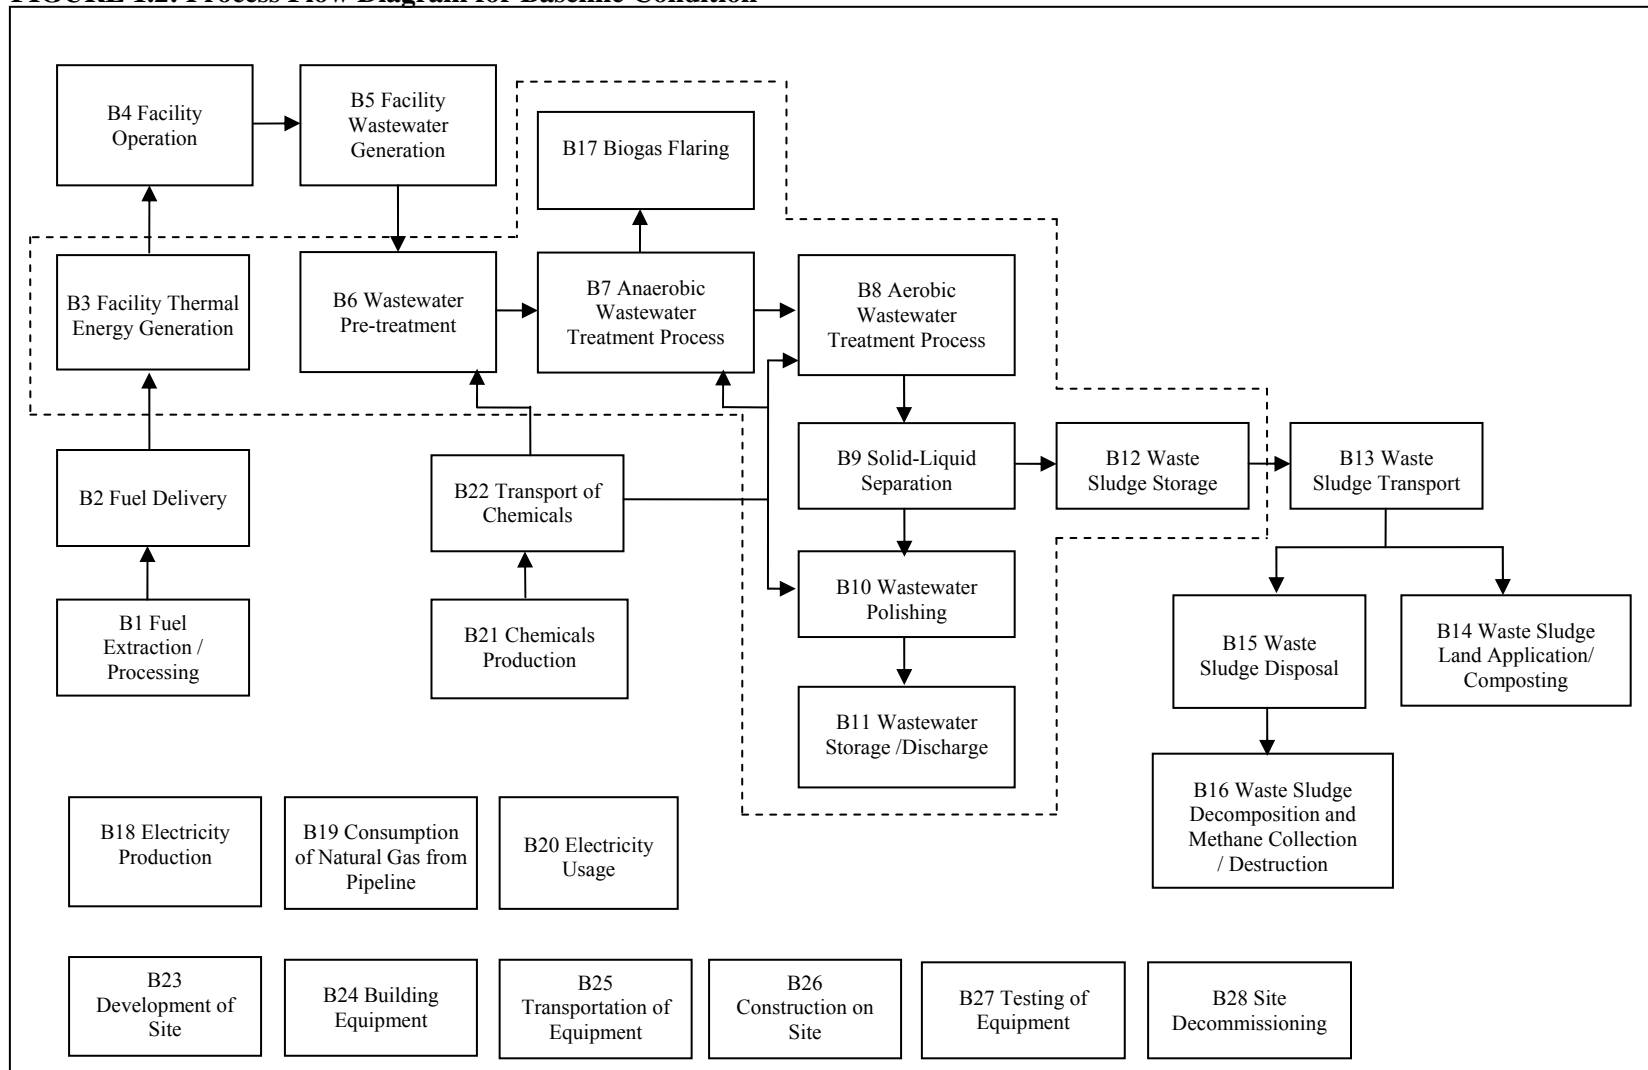 FIGURE 1.2: Process Flow Diagram for Baseline Condition
B4 Facility
Operation
B5 Facility
Wastewater
Generation
B17 Biogas Flaring
B3 Facility Thermal
Energy Generation
B6 Wastewater
Pre-treatment
B7 Anaerobic
Wastewater
Treatment Process
B8 Aerobic
Wastewater
Treatment Process
B2 Fuel Delivery
B22 Transport of
Chemicals
B9 Solid-Liquid
Separation
B12 Waste
Sludge Storage
B13 Waste
Sludge Transport
B1 Fuel
Extraction /
Processing
B21 Chemicals
Production
B10 Wastewater
Polishing
B15 Waste
Sludge Disposal
B14 Waste Sludge
Land Application/
Composting
B11 Wastewater
Storage /Discharge
B16 Waste Sludge
Decomposition and
Methane Collection
/ Destruction
B18 Electricity
Production
B19 Consumption
of Natural Gas from
Pipeline
B20 Electricity
Usage
B23
Development of
Site
B24 Building
Equipment
B25
Transportation of
Equipment
B26
Construction on
Site
B27 Testing of
Equipment
B28 Site
Decommissioning